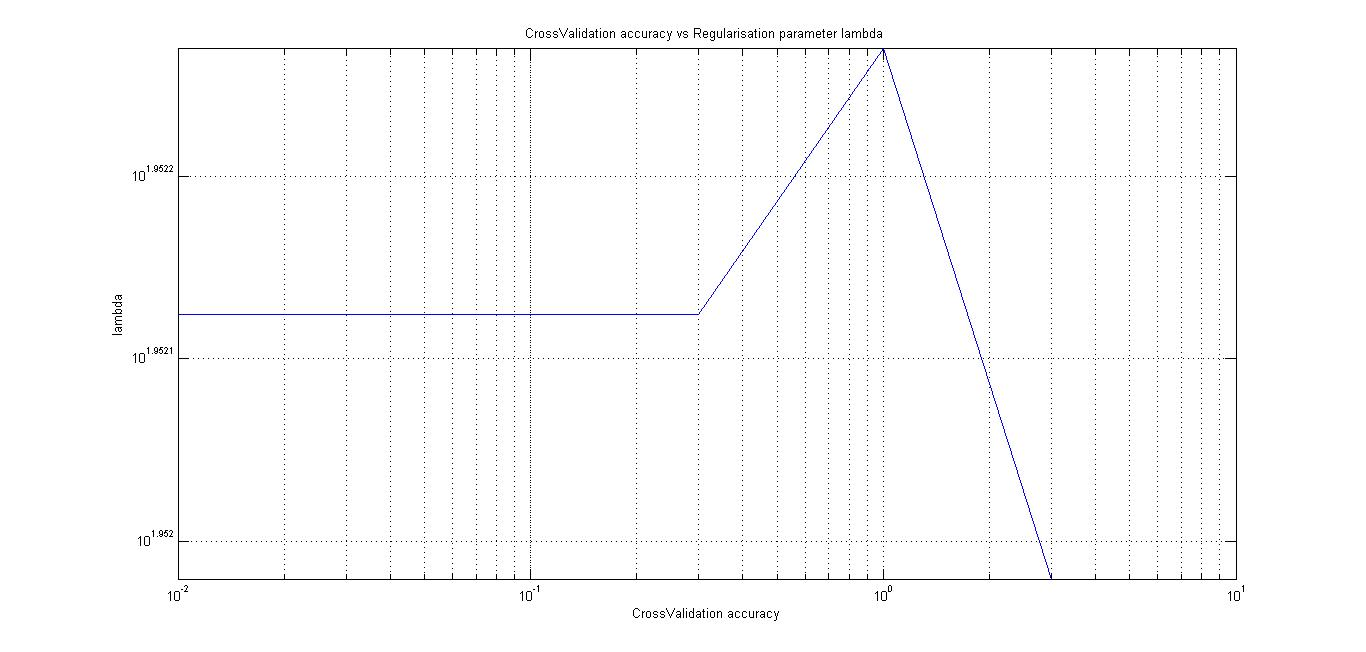 CrossValidation accuracy vs Regularisation parameter lambda
10^1.9522
lambda
10^1.9521
10^1.952
10^-2
10^-1
10^0
10^1
CrossValidation accuracy